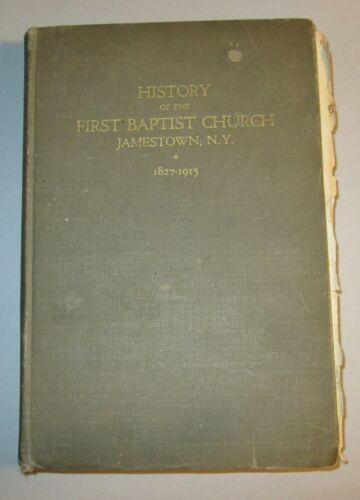 HISTORY
OF THE
FIRST BAPTIST CHURCH
JAMESTOWN, N.Y.
1827-1915